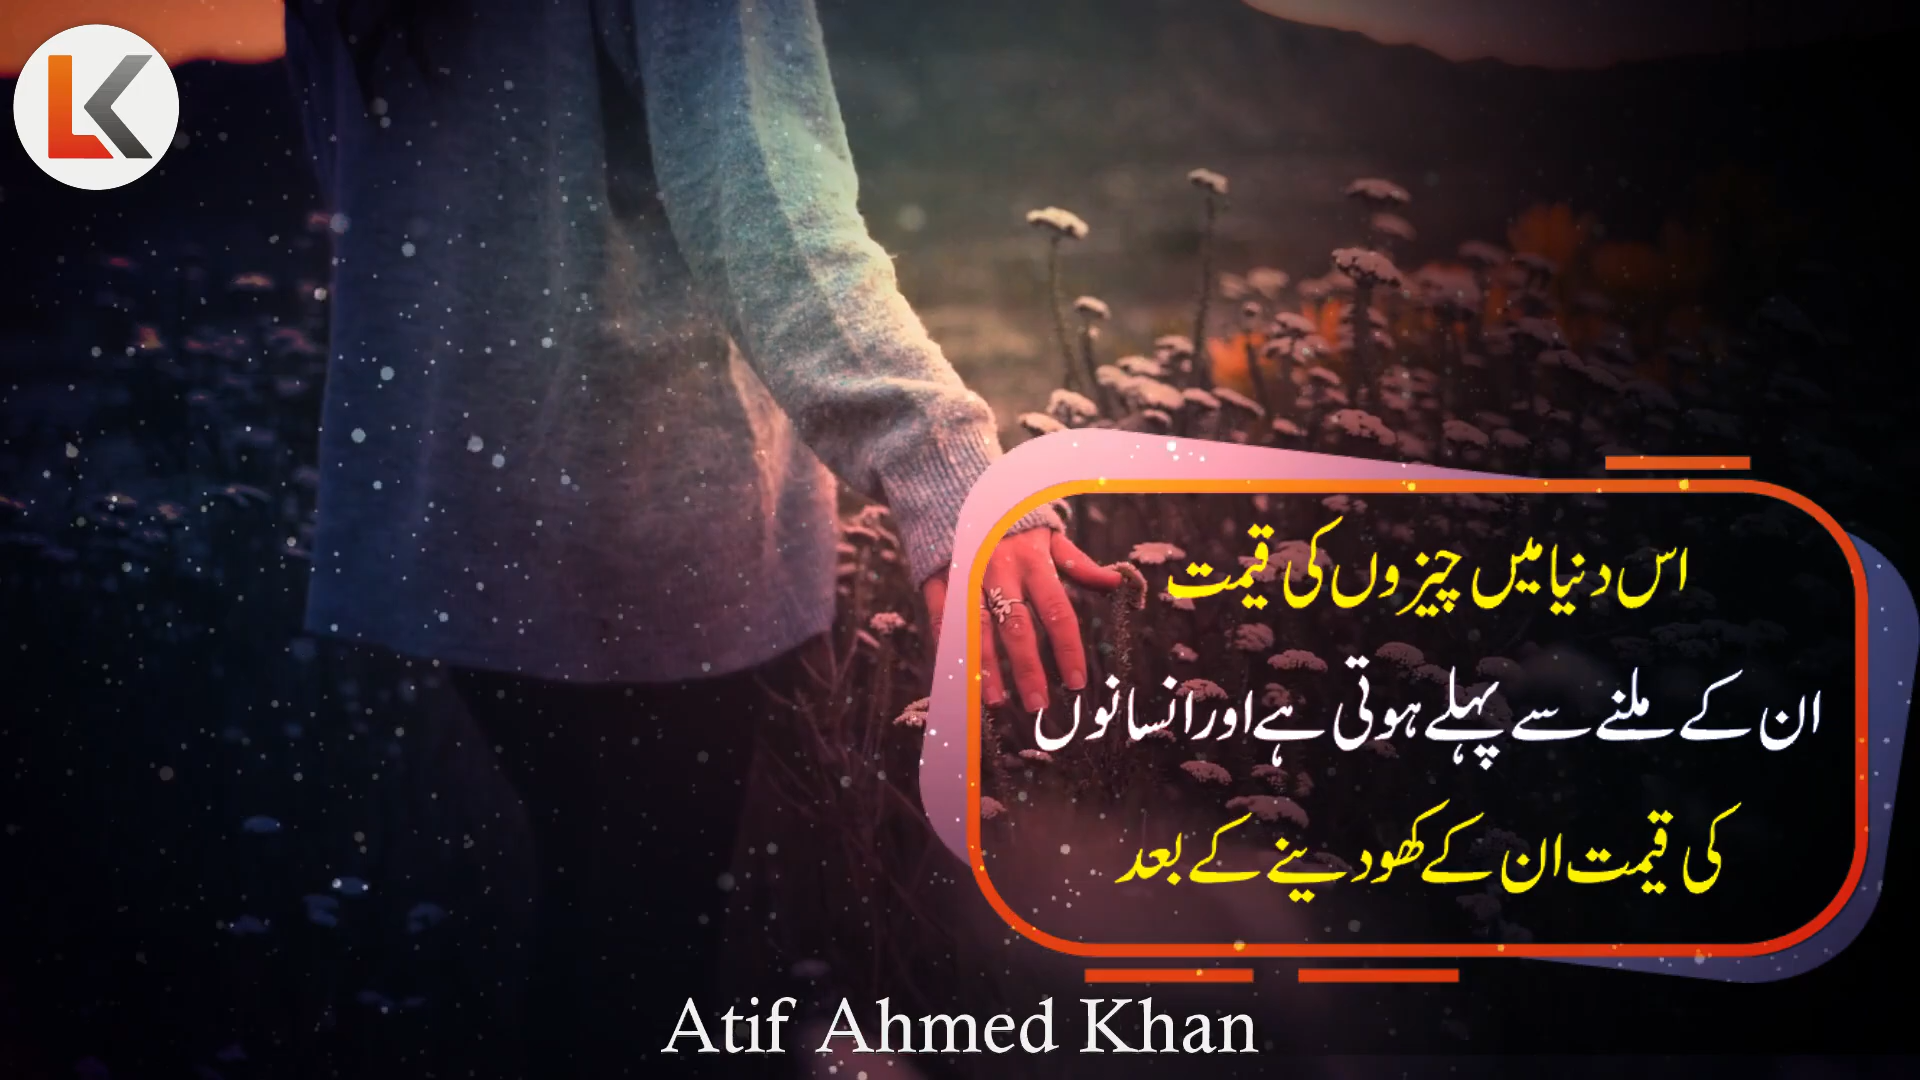 LK
اس دنیا میں چیزوں کی قیمت
ان کے ملنے سے پہلے ہوتی ہے اور انسانوں
کی قیمت ان کے کھو دینے کے بعد
Atif Ahmed Khan